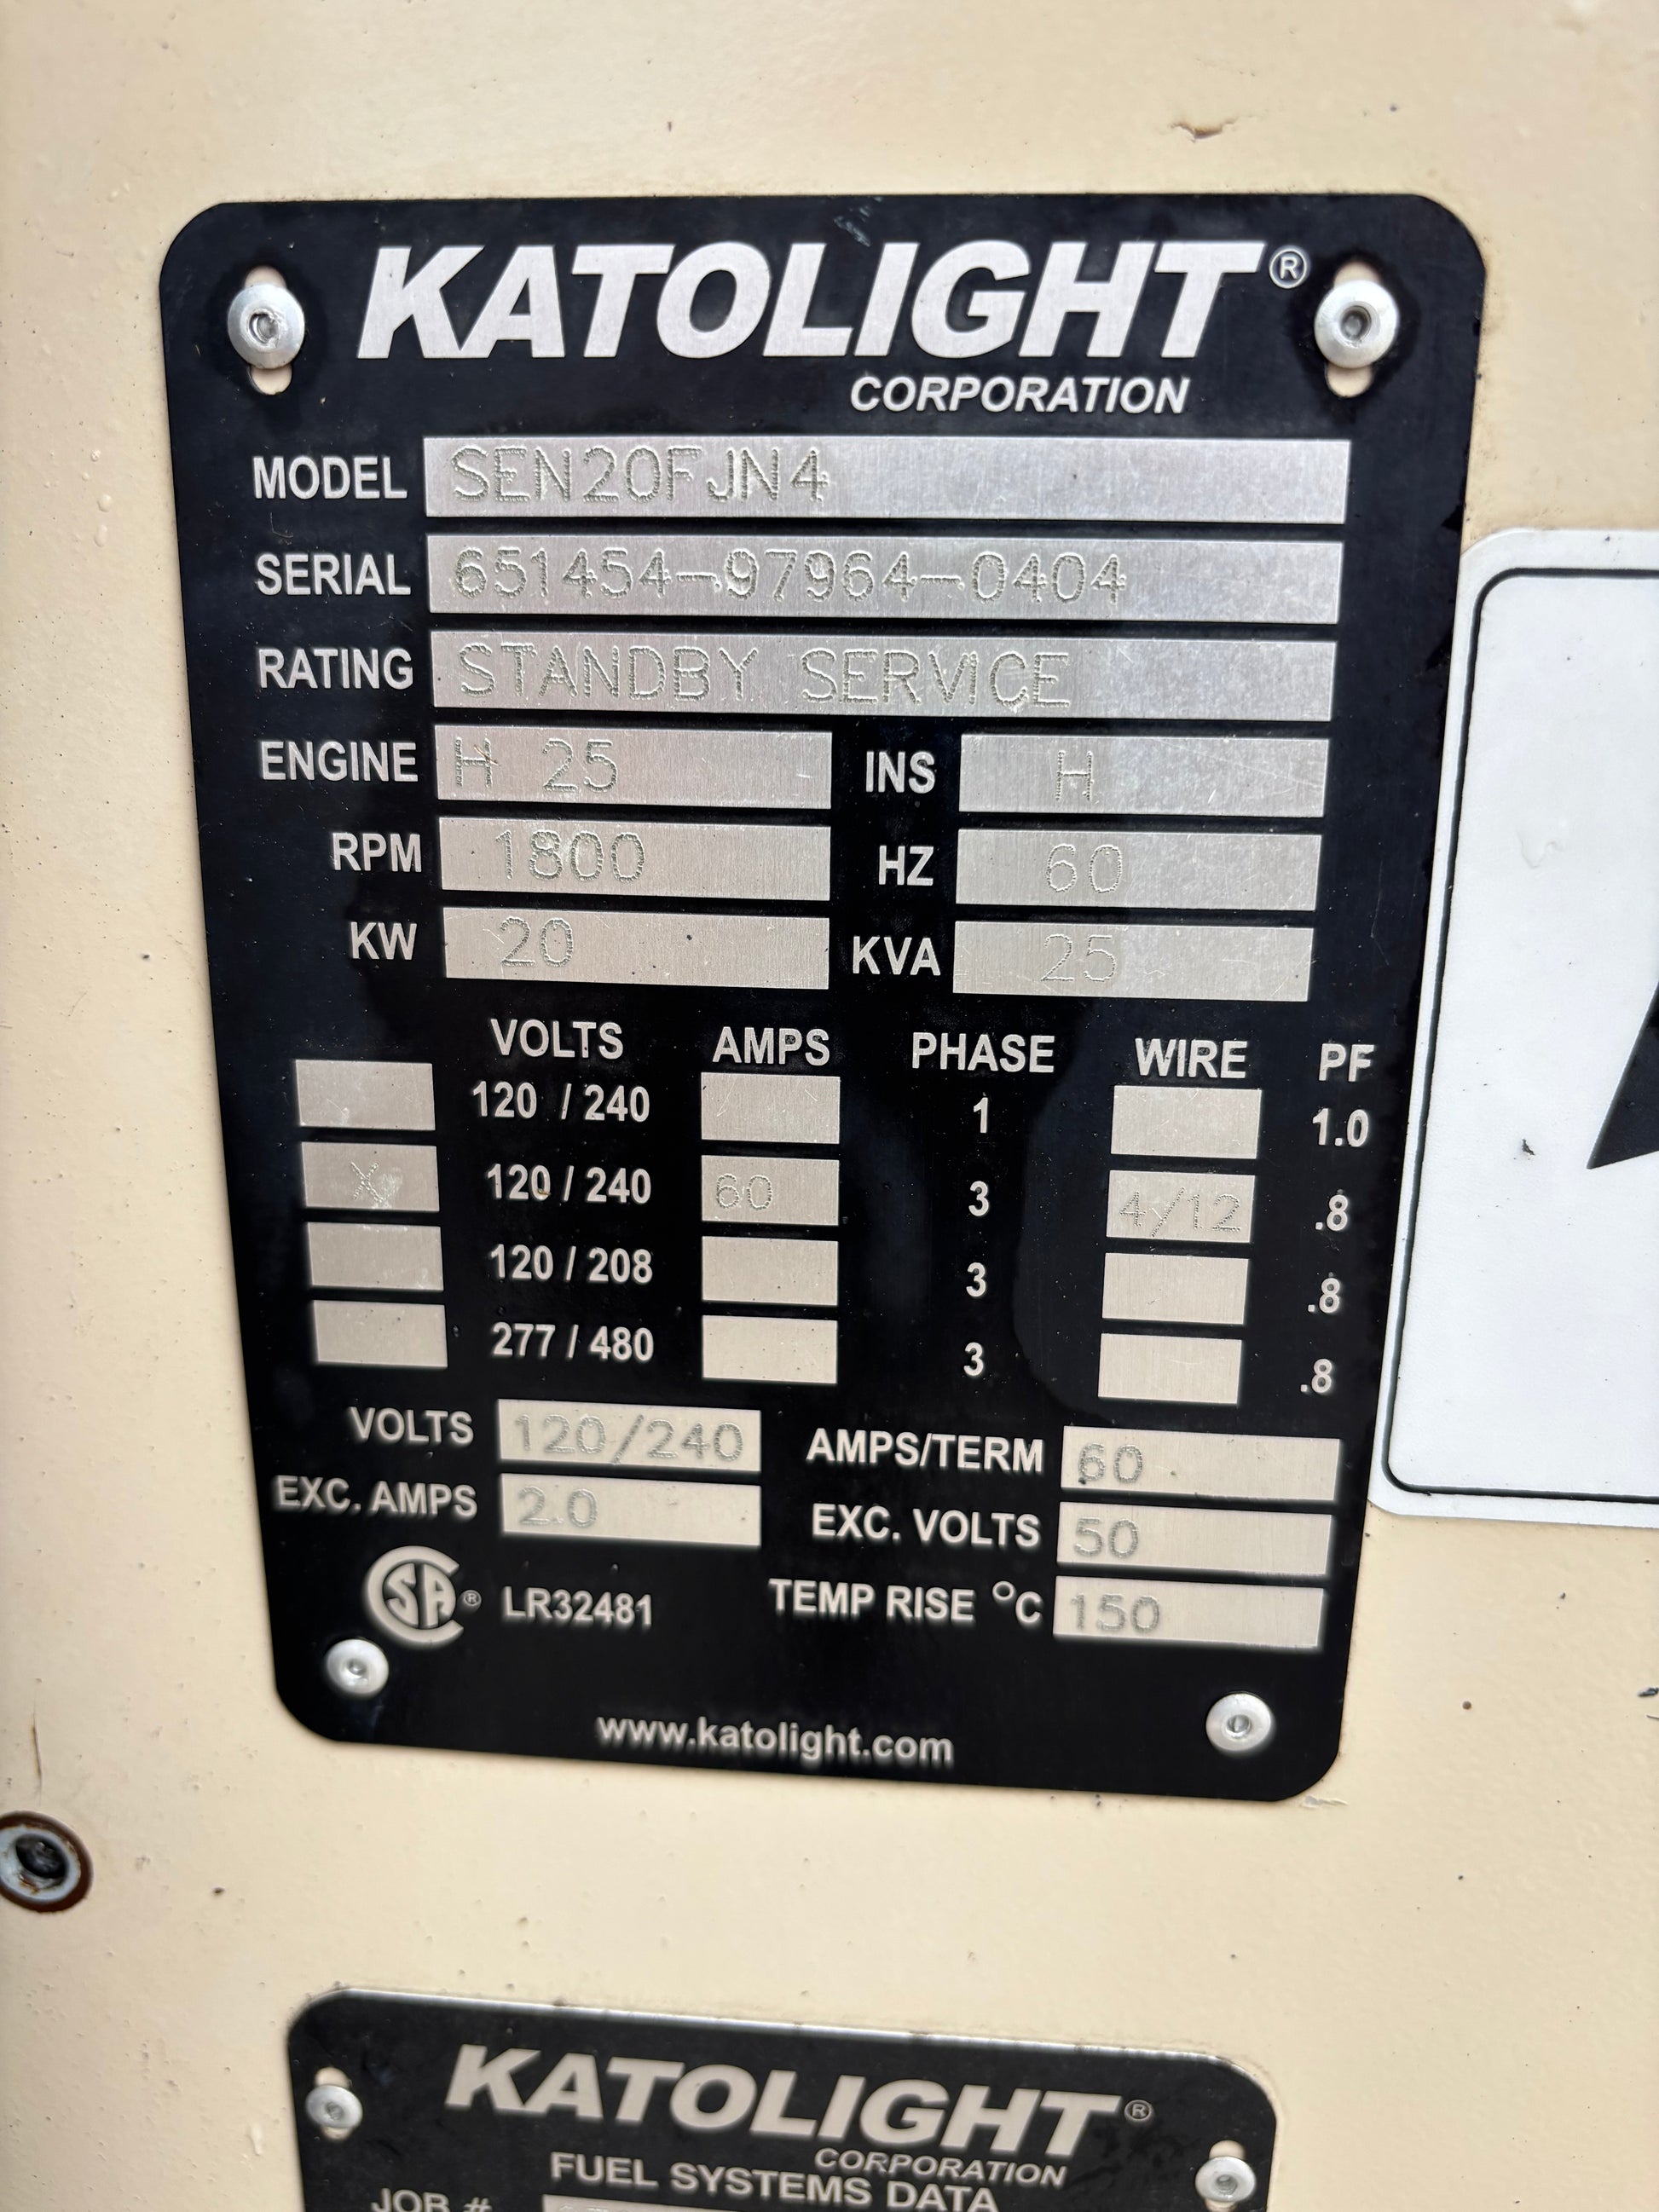 KATOLIGHT®
CORPORATION
MODEL SEN20FJN4
SERIAL 651454-97964-0404
RATING STANDBY SERVICE
ENGINE H 25 INS H
RPM 1800 HZ 60
KW 20 KVA 25
VOLTS AMPS PHASE WIRE PF
120 / 240 1 1.0
X 120 / 240 60 3 4/12 .8
120 / 208 3 .8
277 / 480 3 .8
VOLTS 120/240 AMPS/TERM 60
EXC. AMPS 2.0 EXC. VOLTS 50
CSA® LR32481 TEMP RISE °C 150
www.katolight.com
KATOLIGHT®
CORPORATION
FUEL SYSTEMS DATA
JOB #